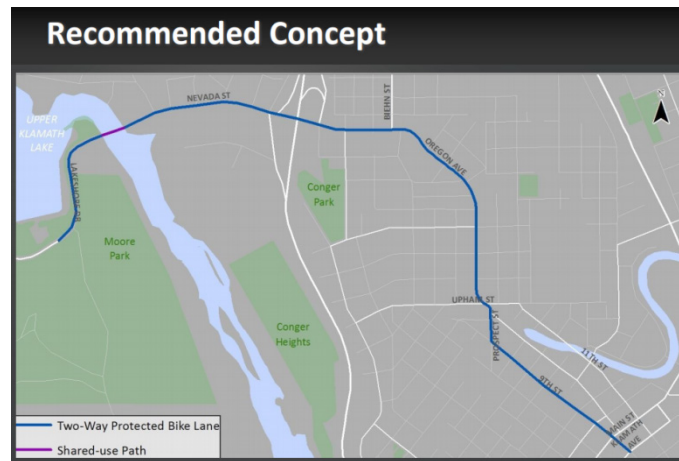 Recommended Concept
NEVADA ST
BIEHN ST
UPPER
KLAMATH
LAKE
OREGON AVE
LAKESHORE DR
Conger
Park
Moore
Park
UPHAM ST
PROSPECT ST
Conger
Heights
11TH ST
9TH ST
MAIN ST
KLAMATH
AVE
Two-Way Protected Bike Lane
Shared-use Path